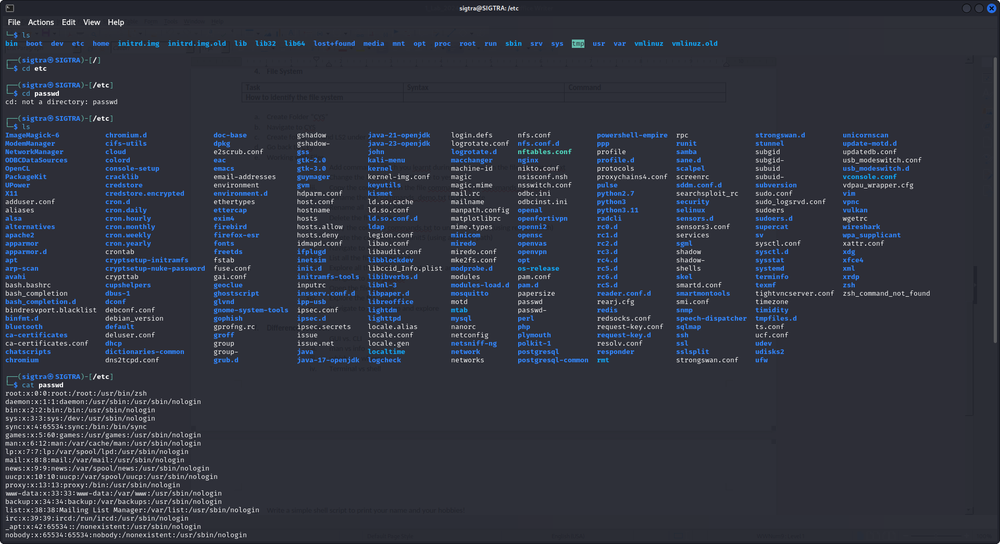 sigtra@SIGTRA: /etc
File Actions Edit View Help
└─$ ls
bin boot dev etc home initrd.img initrd.img.old lib lib32 lib64 lost+found media mnt opt proc root run sbin srv sys tmp usr var vmlinuz vmlinuz.old
┌──(sigtra㉿SIGTRA)-[/]
└─$ cd etc
┌──(sigtra㉿SIGTRA)-[/etc]
└─$ cd passwd
cd: not a directory: passwd
┌──(sigtra㉿SIGTRA)-[/etc]
└─$ ls
ImageMagick-6 chromium.d doc-base gshadow java-21-openjdk login.defs nfs.conf powershell-empire rpc strongswan.d unicornscan
ModemManager cifs-utils dpkg gshadow- java-23-openjdk logrotate.conf nfs.conf.d ppp runit stunnel update-motd.d
NetworkManager cloud e2scrub.conf gss john logrotate.d nftables.conf profile samba subgid updatedb.conf
ODBCDataSources colord eac gtk-2.0 kali-menu macchanger nginx profile.d sane.d subgid- usb_modeswitch.conf
OpenCL console-setup emacs gtk-3.0 kernel machine-id nikto.conf protocols scalpel subuid usb_modeswitch.d
PackageKit cracklib email-addresses guymager kernel-img.conf magic nsisconf.nsh proxychains4.conf screenrc subuid- vconsole.conf
UPower credstore environment gvm keyutils magic.mime nsswitch.conf pulse sddm.conf.d subversion vdpau_wrapper.cfg
X11 credstore.encrypted environment.d hdparm.conf kismet mail.rc odbc.ini python2.7 searchsploit_rc sudo.conf vim
adduser.conf cron.d ethertypes host.conf ld.so.cache mailname odbcinst.ini python3 security sudo_logsrvd.conf vpnc
aliases cron.daily ettercap hostname ld.so.conf manpath.config openal python3.11 selinux sudoers vulkan
alsa cron.hourly exim4 hosts ld.so.conf.d matplotlibrc openfortivpn radcli sensors.d sudoers.d wgetrc
alternatives cron.monthly firebird hosts.allow ldap mime.types openni2 rc0.d sensors3.conf supercat wireshark
apache2 cron.weekly firefox-esr hosts.deny legion.conf minicom opensc rc1.d services sv wpa_supplicant
apparmor cron.yearly fonts idmapd.conf libao.conf miredo openvas rc2.d sgml sysctl.conf xattr.conf
apparmor.d crontab freetds ifplugd libaudit.conf miredo.conf openvpn rc3.d shadow sysctl.d xdg
apt cryptsetup-initramfs fstab inetsim libblockdev mke2fs.conf opt rc4.d shadow- sysstat xfce4
arp-scan cryptsetup-nuke-password fuse.conf init.d libccid_Info.plist modprobe.d os-release rc5.d shells systemd xml
avahi crypttab gai.conf initramfs-tools libibverbs.d modules pam.conf rc6.d skel terminfo xrdp
bash.bashrc cupshelpers geoclue inputrc libnl-3 modules-load.d pam.d rcS.d smartd.conf texmf zsh
bash_completion dbus-1 ghostscript insserv.conf.d libpaper.d mosquitto papersize reader.conf.d smartmontools tightvncserver.conf zsh_command_not_found
bash_completion.d dconf glvnd ipp-usb libreoffice motd passwd rearj.cfg smi.conf timezone
bindresvport.blacklist debconf.conf gnome-system-tools ipsec.conf lightdm mtab passwd- redis snmp timidity
binfmt.d debian_version gophish ipsec.d lighttpd mysql perl redsocks.conf speech-dispatcher tmpfiles.d
bluetooth default gprofng.rc ipsec.secrets locale.alias nanorc php request-key.conf sqlmap ts.conf
ca-certificates deluser.conf groff issue locale.conf netconfig plymouth request-key.d ssh ucf.conf
ca-certificates.conf dhcp group issue.net locale.gen netsniff-ng polkit-1 resolv.conf ssl udev
chatscripts dictionaries-common group- java localtime network postgresql responder sslsplit udisks2
chromium dns2tcpd.conf grub.d java-17-openjdk logcheck networks postgresql-common rmt strongswan.conf ufw
┌──(sigtra㉿SIGTRA)-[/etc]
└─$ cat passwd
root:x:0:0:root:/root:/usr/bin/zsh
daemon:x:1:1:daemon:/usr/sbin:/usr/sbin/nologin
bin:x:2:2:bin:/bin:/usr/sbin/nologin
sys:x:3:3:sys:/dev:/usr/sbin/nologin
sync:x:4:65534:sync:/bin:/bin/sync
games:x:5:60:games:/usr/games:/usr/sbin/nologin
man:x:6:12:man:/var/cache/man:/usr/sbin/nologin
lp:x:7:7:lp:/var/spool/lpd:/usr/sbin/nologin
mail:x:8:8:mail:/var/mail:/usr/sbin/nologin
news:x:9:9:news:/var/spool/news:/usr/sbin/nologin
uucp:x:10:10:uucp:/var/spool/uucp:/usr/sbin/nologin
proxy:x:13:13:proxy:/bin:/usr/sbin/nologin
www-data:x:33:33:www-data:/var/www:/usr/sbin/nologin
backup:x:34:34:backup:/var/backups:/usr/sbin/nologin
list:x:38:38:Mailing List Manager:/var/list:/usr/sbin/nologin
irc:x:39:39:ircd:/run/ircd:/usr/sbin/nologin
_apt:x:42:65534::/nonexistent:/usr/sbin/nologin
nobody:x:65534:65534:nobody:/nonexistent:/usr/sbin/nologin
4. File System
Task Syntax Command
How to identify the file system
a. Create Folder "CYS"
b. Navigate to CYS
iv. Terminal vs shell
Write a simple shell script to print your name and your hobbies!